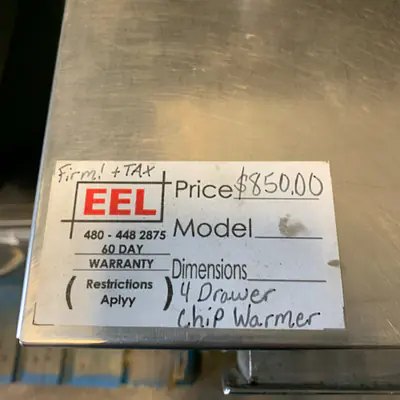 Firm! + TAX
EEL
480 - 448 2875
60 DAY
WARRANTY
(Restrictions
Aplyy)
Price $850.00
Model
Dimensions
4 Drawer
Chip Warmer